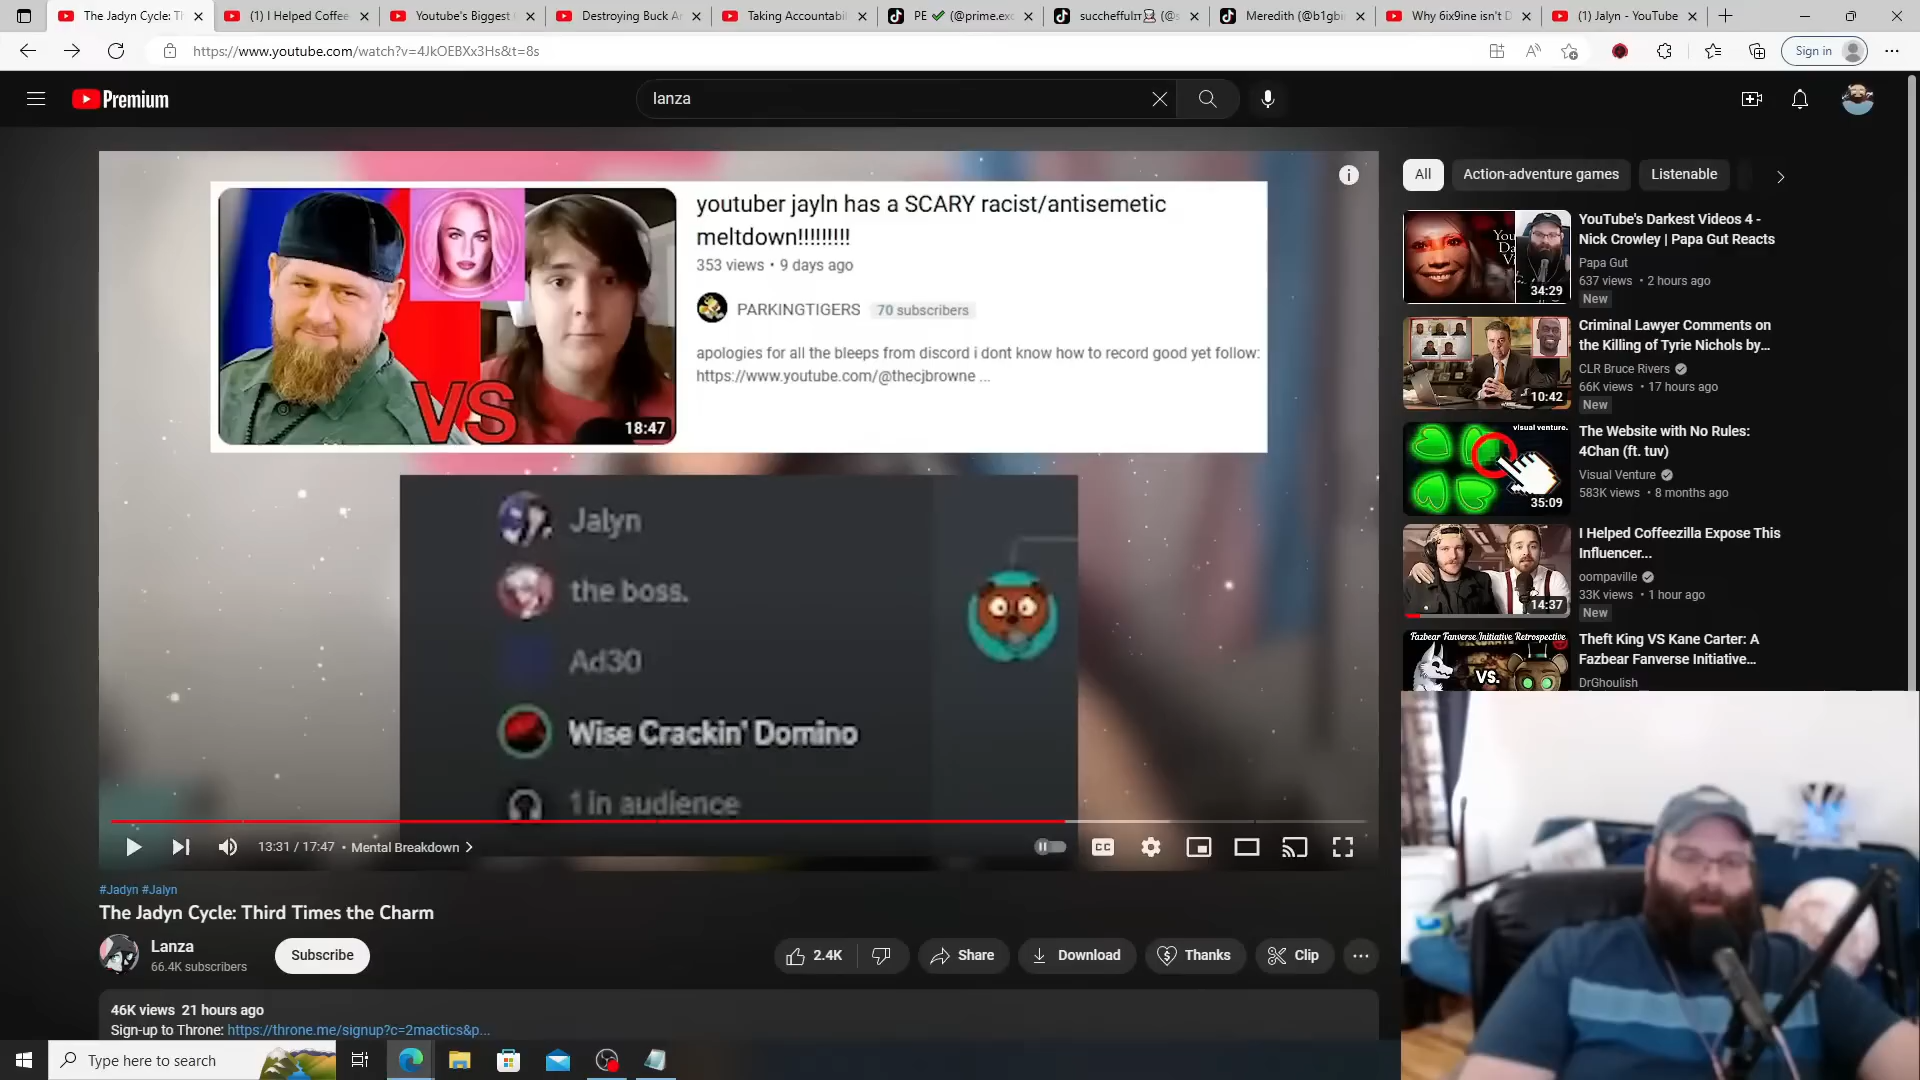 The Jadyn Cycle: T
(1) I Helped Coffee
Youtube's Biggest
Destroying Buck A
Taking Accountabil
PE ✔ (@prime.exc
Meredith (@b1gbi
Why 6ix9ine isn't D
(1) Jalyn - YouTube
https://www.youtube.com/watch?v=4JkOEBXx3Hs&t=8s
Sign in
Premium
lanza
youtuber jayln has a SCARY racist/antisemetic
meltdown!!!!!!!!!
353 views • 9 days ago
PARKINGTIGERS 70 subscribers
apologies for all the bleeps from discord i dont know how to record good yet follow:
https://www.youtube.com/@thecjbrowne ...
VS
18:47
Jalyn
the boss.
Ad30
Wise Crackin' Domino
1 in audience
13:31 / 17:47 • Mental Breakdown
CC
#Jadyn #Jalyn
The Jadyn Cycle: Third Times the Charm
Lanza
66.4K subscribers
Subscribe
2.4K
Share
Download
Thanks
Clip
46K views 21 hours ago
Sign-up to Throne: https://throne.me/signup?c=2mactics&p...
All
Action-adventure games
Listenable
34:29
YouTube's Darkest Videos 4 -
Nick Crowley | Papa Gut Reacts
Papa Gut
637 views • 2 hours ago
New
10:42
Criminal Lawyer Comments on
the Killing of Tyrie Nichols by...
CLR Bruce Rivers
66K views • 17 hours ago
New
visual venture.
35:09
The Website with No Rules:
4Chan (ft. tuv)
Visual Venture
583K views • 8 months ago
14:37
I Helped Coffeezilla Expose This
Influencer...
oompaville
33K views • 1 hour ago
New
Fazbear Fanverse Initiative Retrospective
VS.
Theft King VS Kane Carter: A
Fazbear Fanverse Initiative...
DrGhoulish
Type here to search